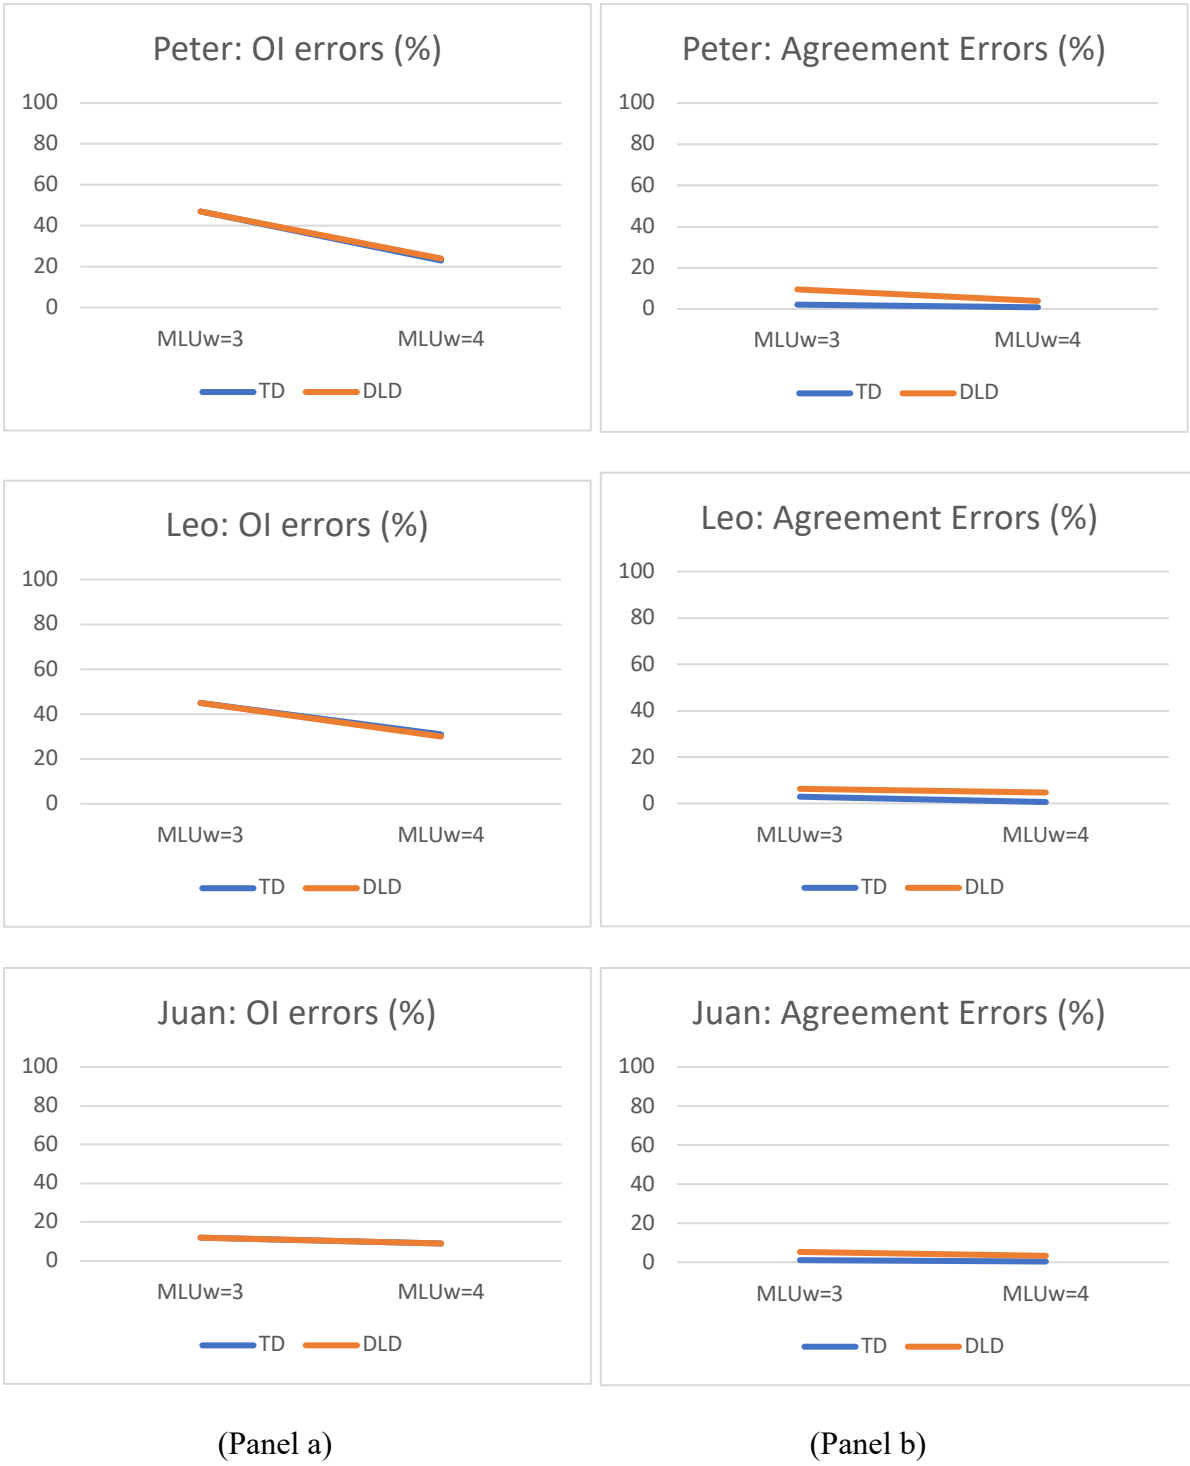 Peter: OI errors (%)
100
80
60
40
20
0
MLUw=3 MLUw=4
TD DLD
Peter: Agreement Errors (%)
100
80
60
40
20
0
MLUw=3 MLUw=4
TD DLD
Leo: OI errors (%)
100
80
60
40
20
0
MLUw=3 MLUw=4
TD DLD
Leo: Agreement Errors (%)
100
80
60
40
20
0
MLUw=3 MLUw=4
TD DLD
Juan: OI errors (%)
100
80
60
40
20
0
MLUw=3 MLUw=4
TD DLD
Juan: Agreement Errors (%)
100
80
60
40
20
0
MLUw=3 MLUw=4
TD DLD
(Panel a) (Panel b)